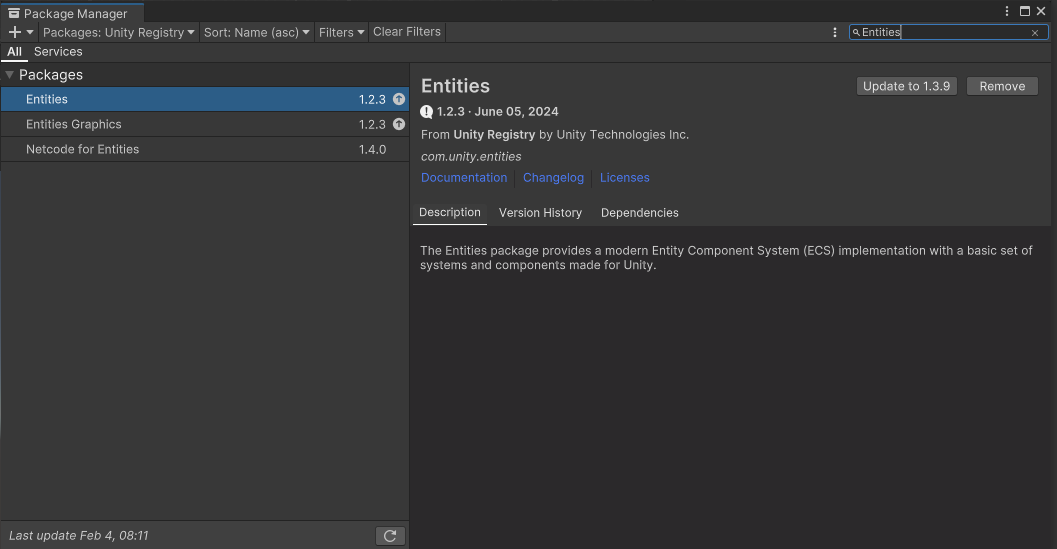 Package Manager
Packages: Unity Registry Sort: Name (asc) Filters Clear Filters Entities
All Services
Packages
Entities 1.2.3
Entities Graphics 1.2.3
Netcode for Entities 1.4.0
Last update Feb 4, 08:11
Entities
Update to 1.3.9 Remove
1.2.3 · June 05, 2024
From Unity Registry by Unity Technologies Inc.
com.unity.entities
Documentation Changelog Licenses
Description Version History Dependencies
The Entities package provides a modern Entity Component System (ECS) implementation with a basic set of
systems and components made for Unity.